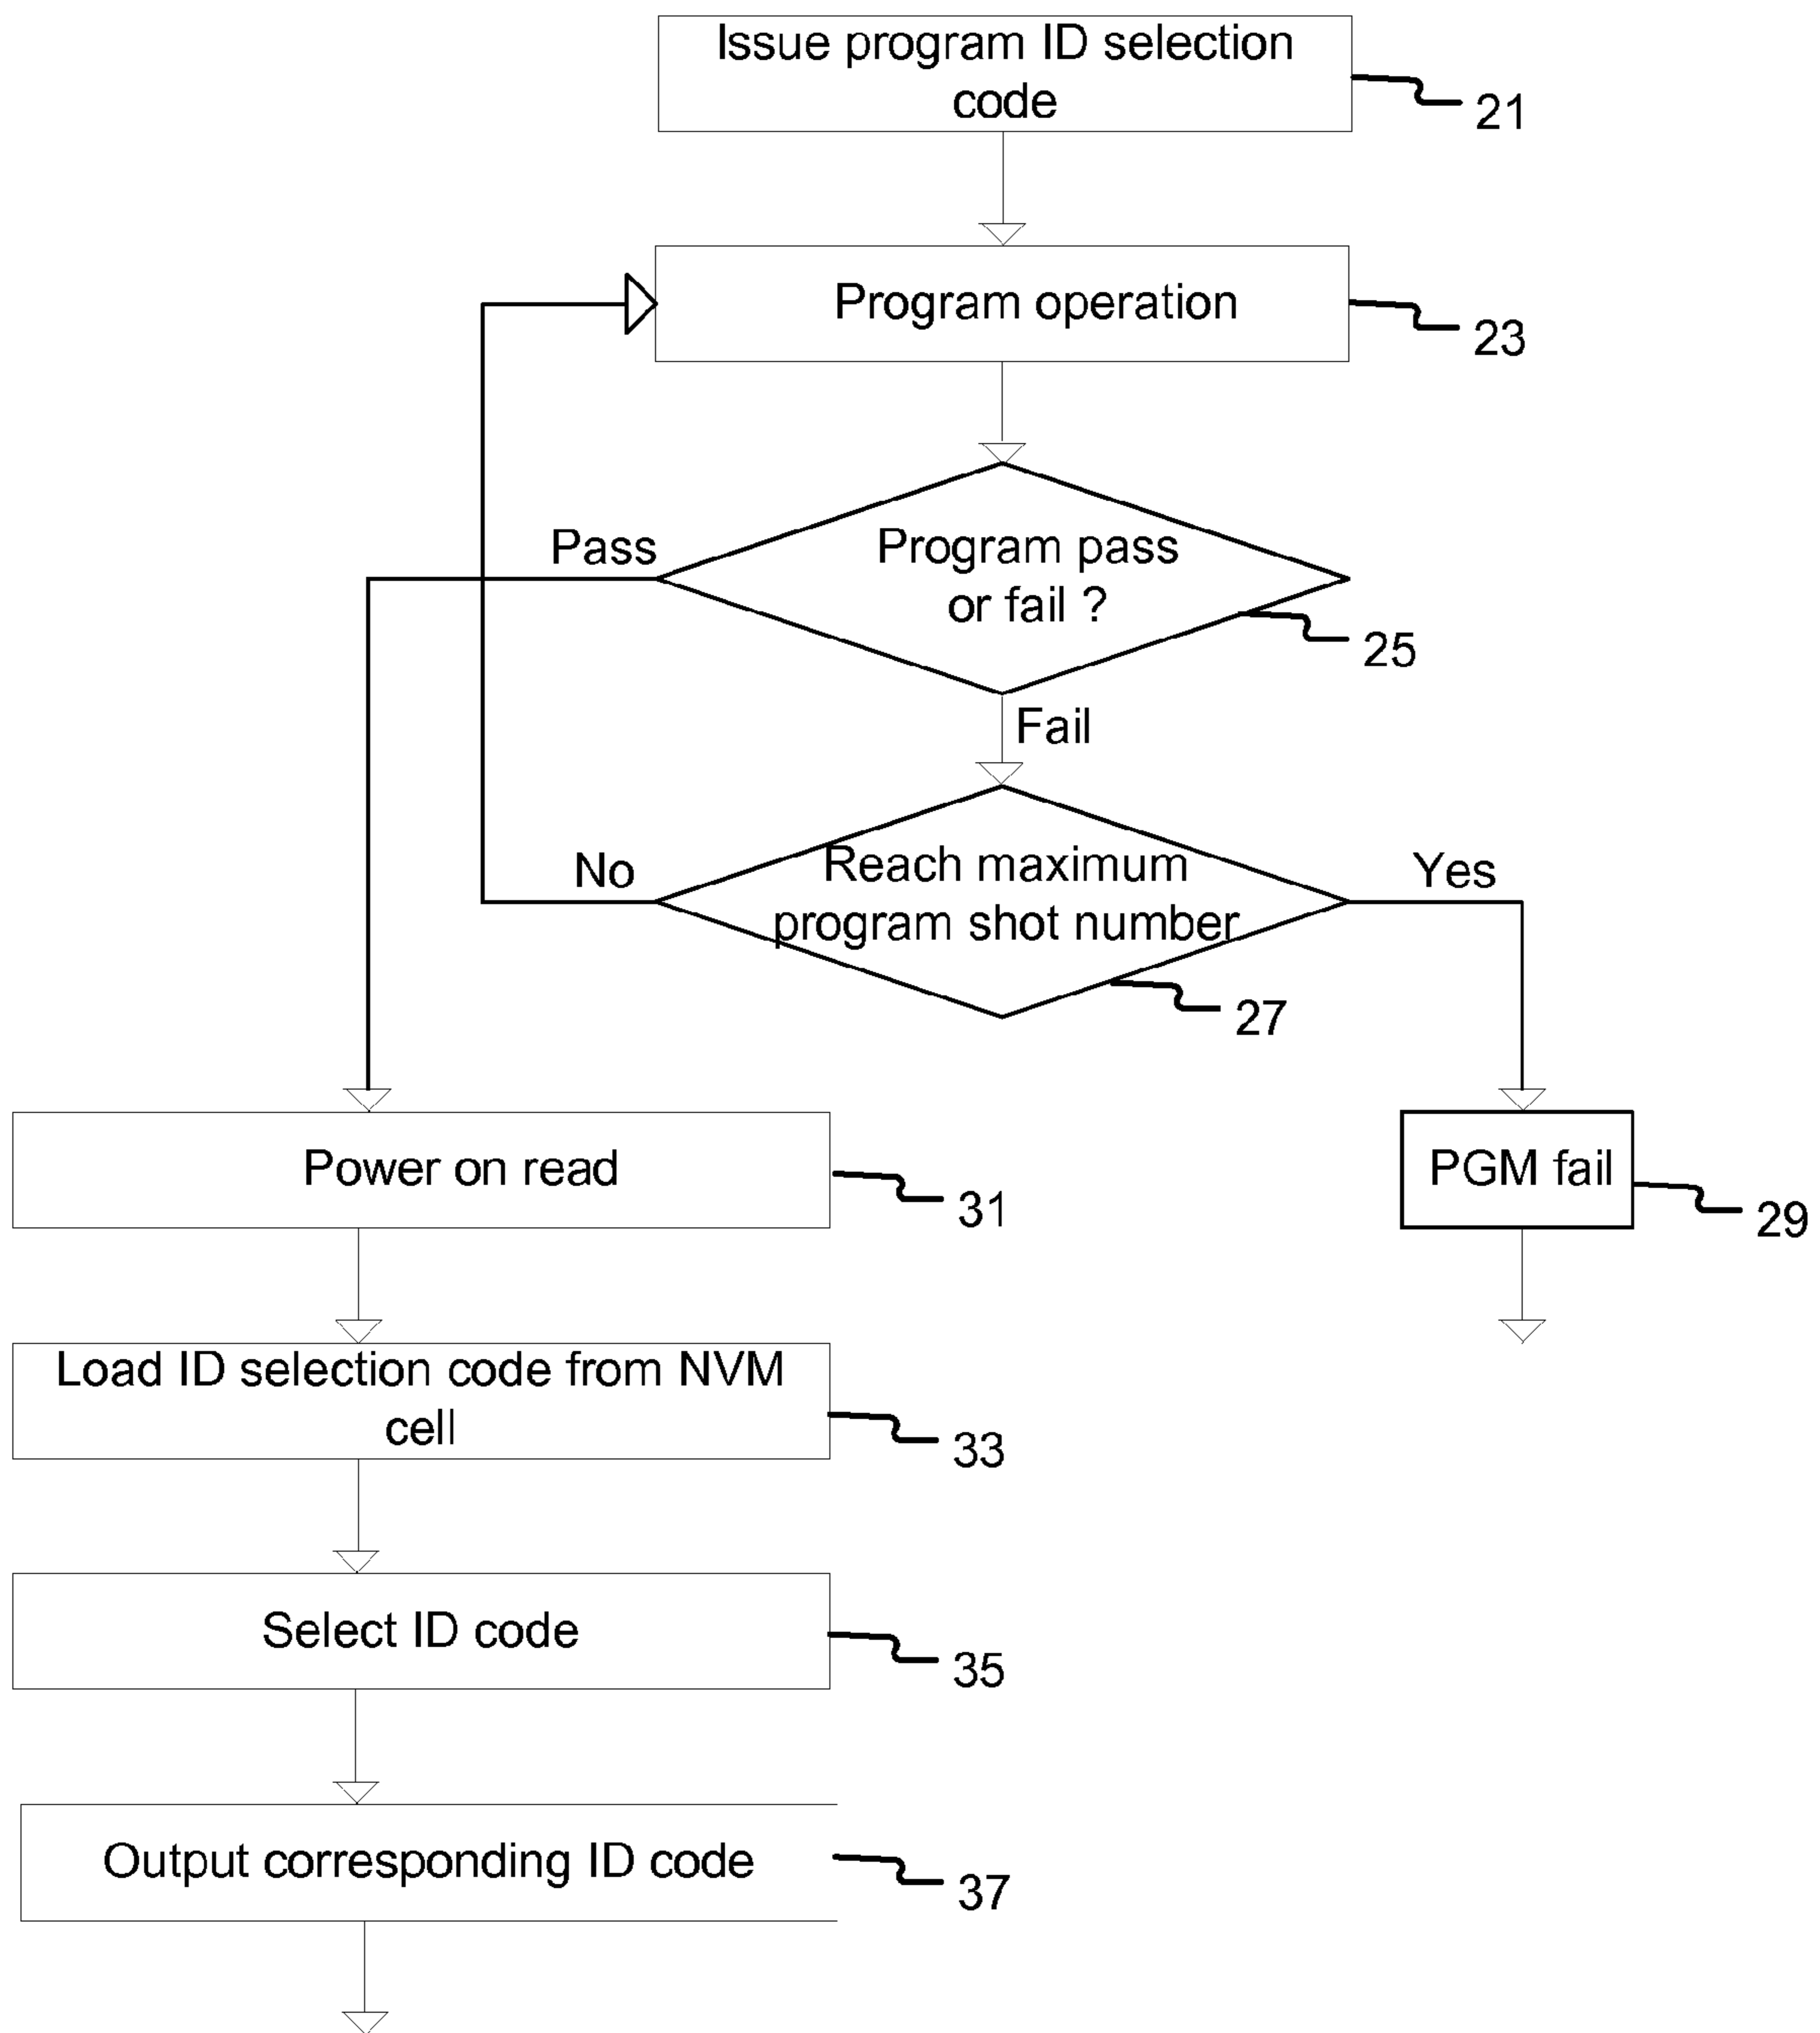 Issue program ID selection
code
21
Program operation
23
Pass
Program pass
or fail ?
25
Fail
No
Reach maximum
program shot number
Yes
27
Power on read
31
PGM fail
29
Load ID selection code from NVM
cell
33
Select ID code
35
Output corresponding ID code
37